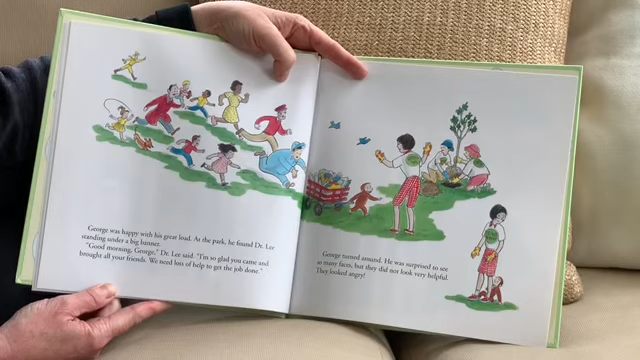 George was happy with his great load. At the park, he found Dr. Lee
standing under a big banner.
"Good morning, George," Dr. Lee said. "I'm so glad you came and
brought all your friends. We need loss of help to get the job done."
George turned around. He was surprised to see
so many faces, but they did not look very helpful.
They looked angry!